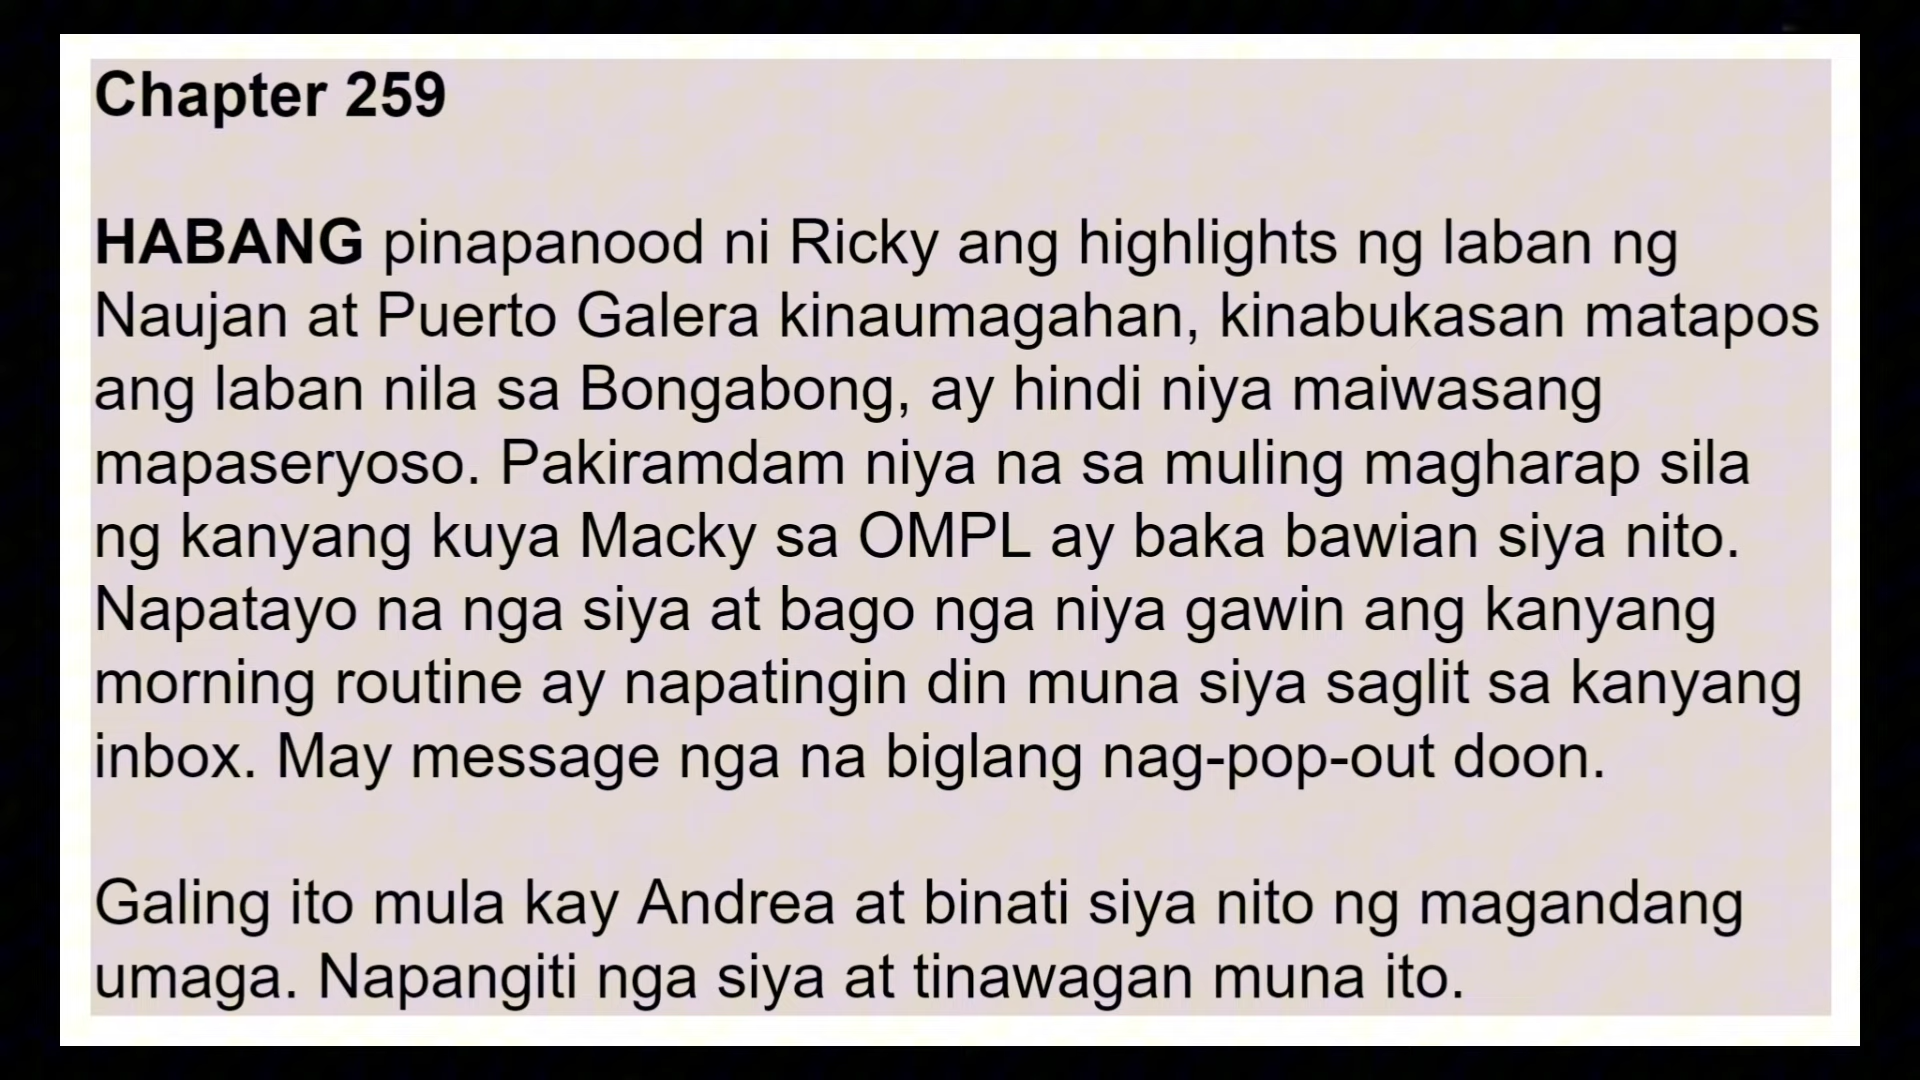 Chapter 259
HABANG pinapanood ni Ricky ang highlights ng laban ng
Naujan at Puerto Galera kinaumagahan, kinabukasan matapos
ang laban nila sa Bongabong, ay hindi niya maiwasang
mapaseryoso. Pakiramdam niya na sa muling magharap sila
ng kanyang kuya Macky sa OMPL ay baka bawian siya nito.
Napatayo na nga siya at bago nga niya gawin ang kanyang
morning routine ay napatingin din muna siya saglit sa kanyang
inbox. May message nga na biglang nag-pop-out doon.
Galing ito mula kay Andrea at binati siya nito ng magandang
umaga. Napangiti nga siya at tinawagan muna ito.